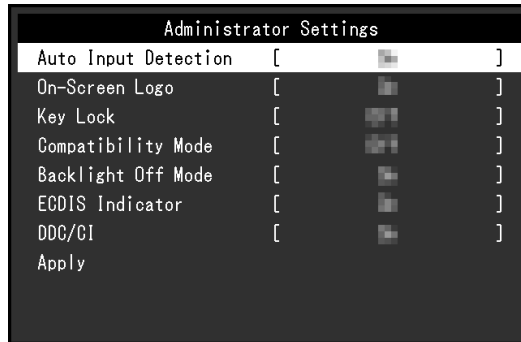 Administrator Settings
Auto Input Detection [ ]
On-Screen Logo [ ]
Key Lock [ ]
Compatibility Mode [ ]
Backlight Off Mode [ ]
ECDIS Indicator [ ]
DDC/CI [ ]
Apply